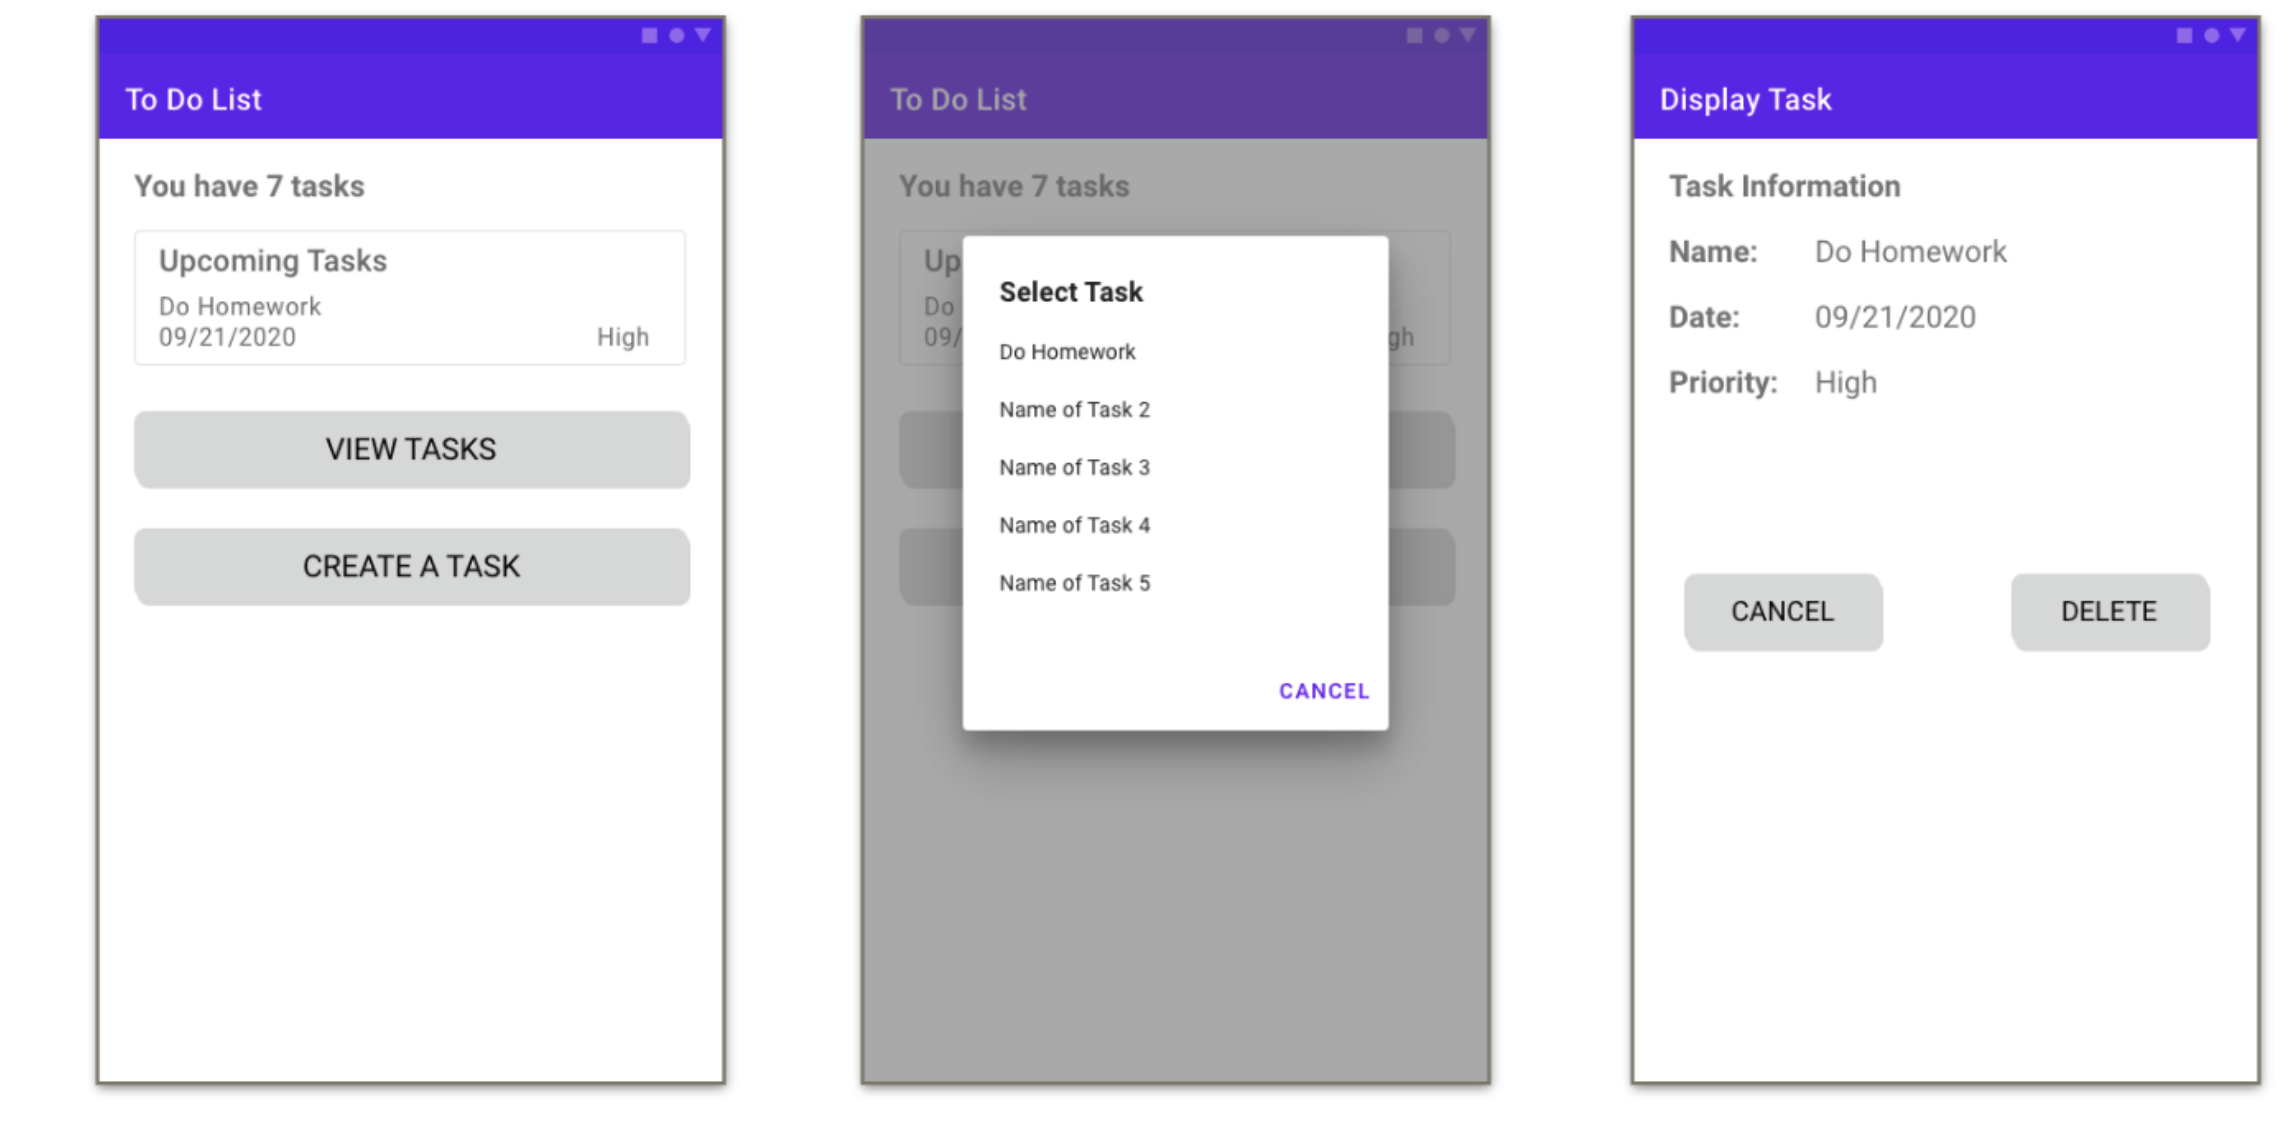 To Do List
You have 7 tasks
Upcoming Tasks
Do Homework
09/21/2020 High
VIEW TASKS
CREATE A TASK
To Do List
You have 7 tasks
Up
Do
09/ gh
Select Task
Do Homework
Name of Task 2
Name of Task 3
Name of Task 4
Name of Task 5
CANCEL
Display Task
Task Information
Name: Do Homework
Date: 09/21/2020
Priority: High
CANCEL DELETE